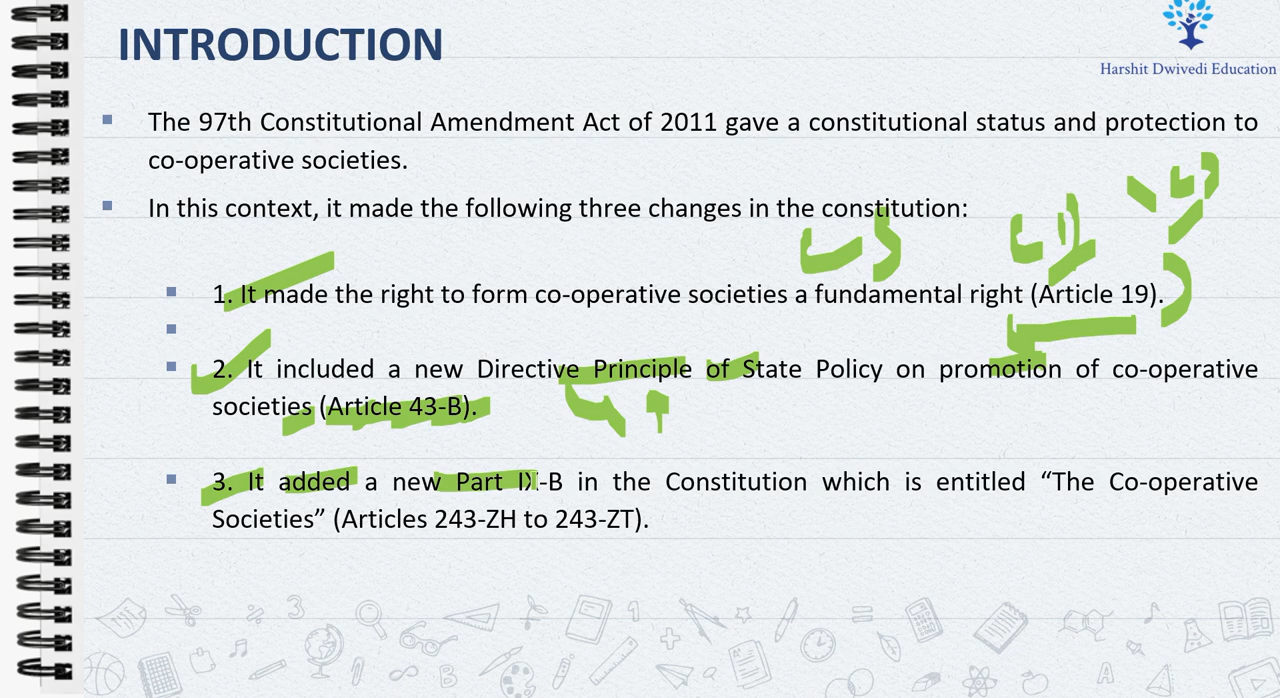 INTRODUCTION
Harshit Dwivedi Education
The 97th Constitutional Amendment Act of 2011 gave a constitutional status and protection to
co-operative societies.
In this context, it made the following three changes in the constitution:
1. It made the right to form co-operative societies a fundamental right (Article 19).
2. It included a new Directive Principle of State Policy on promotion of co-operative
societies (Article 43-B).
3. It added a new Part IX-B in the Constitution which is entitled “The Co-operative
Societies” (Articles 243-ZH to 243-ZT).